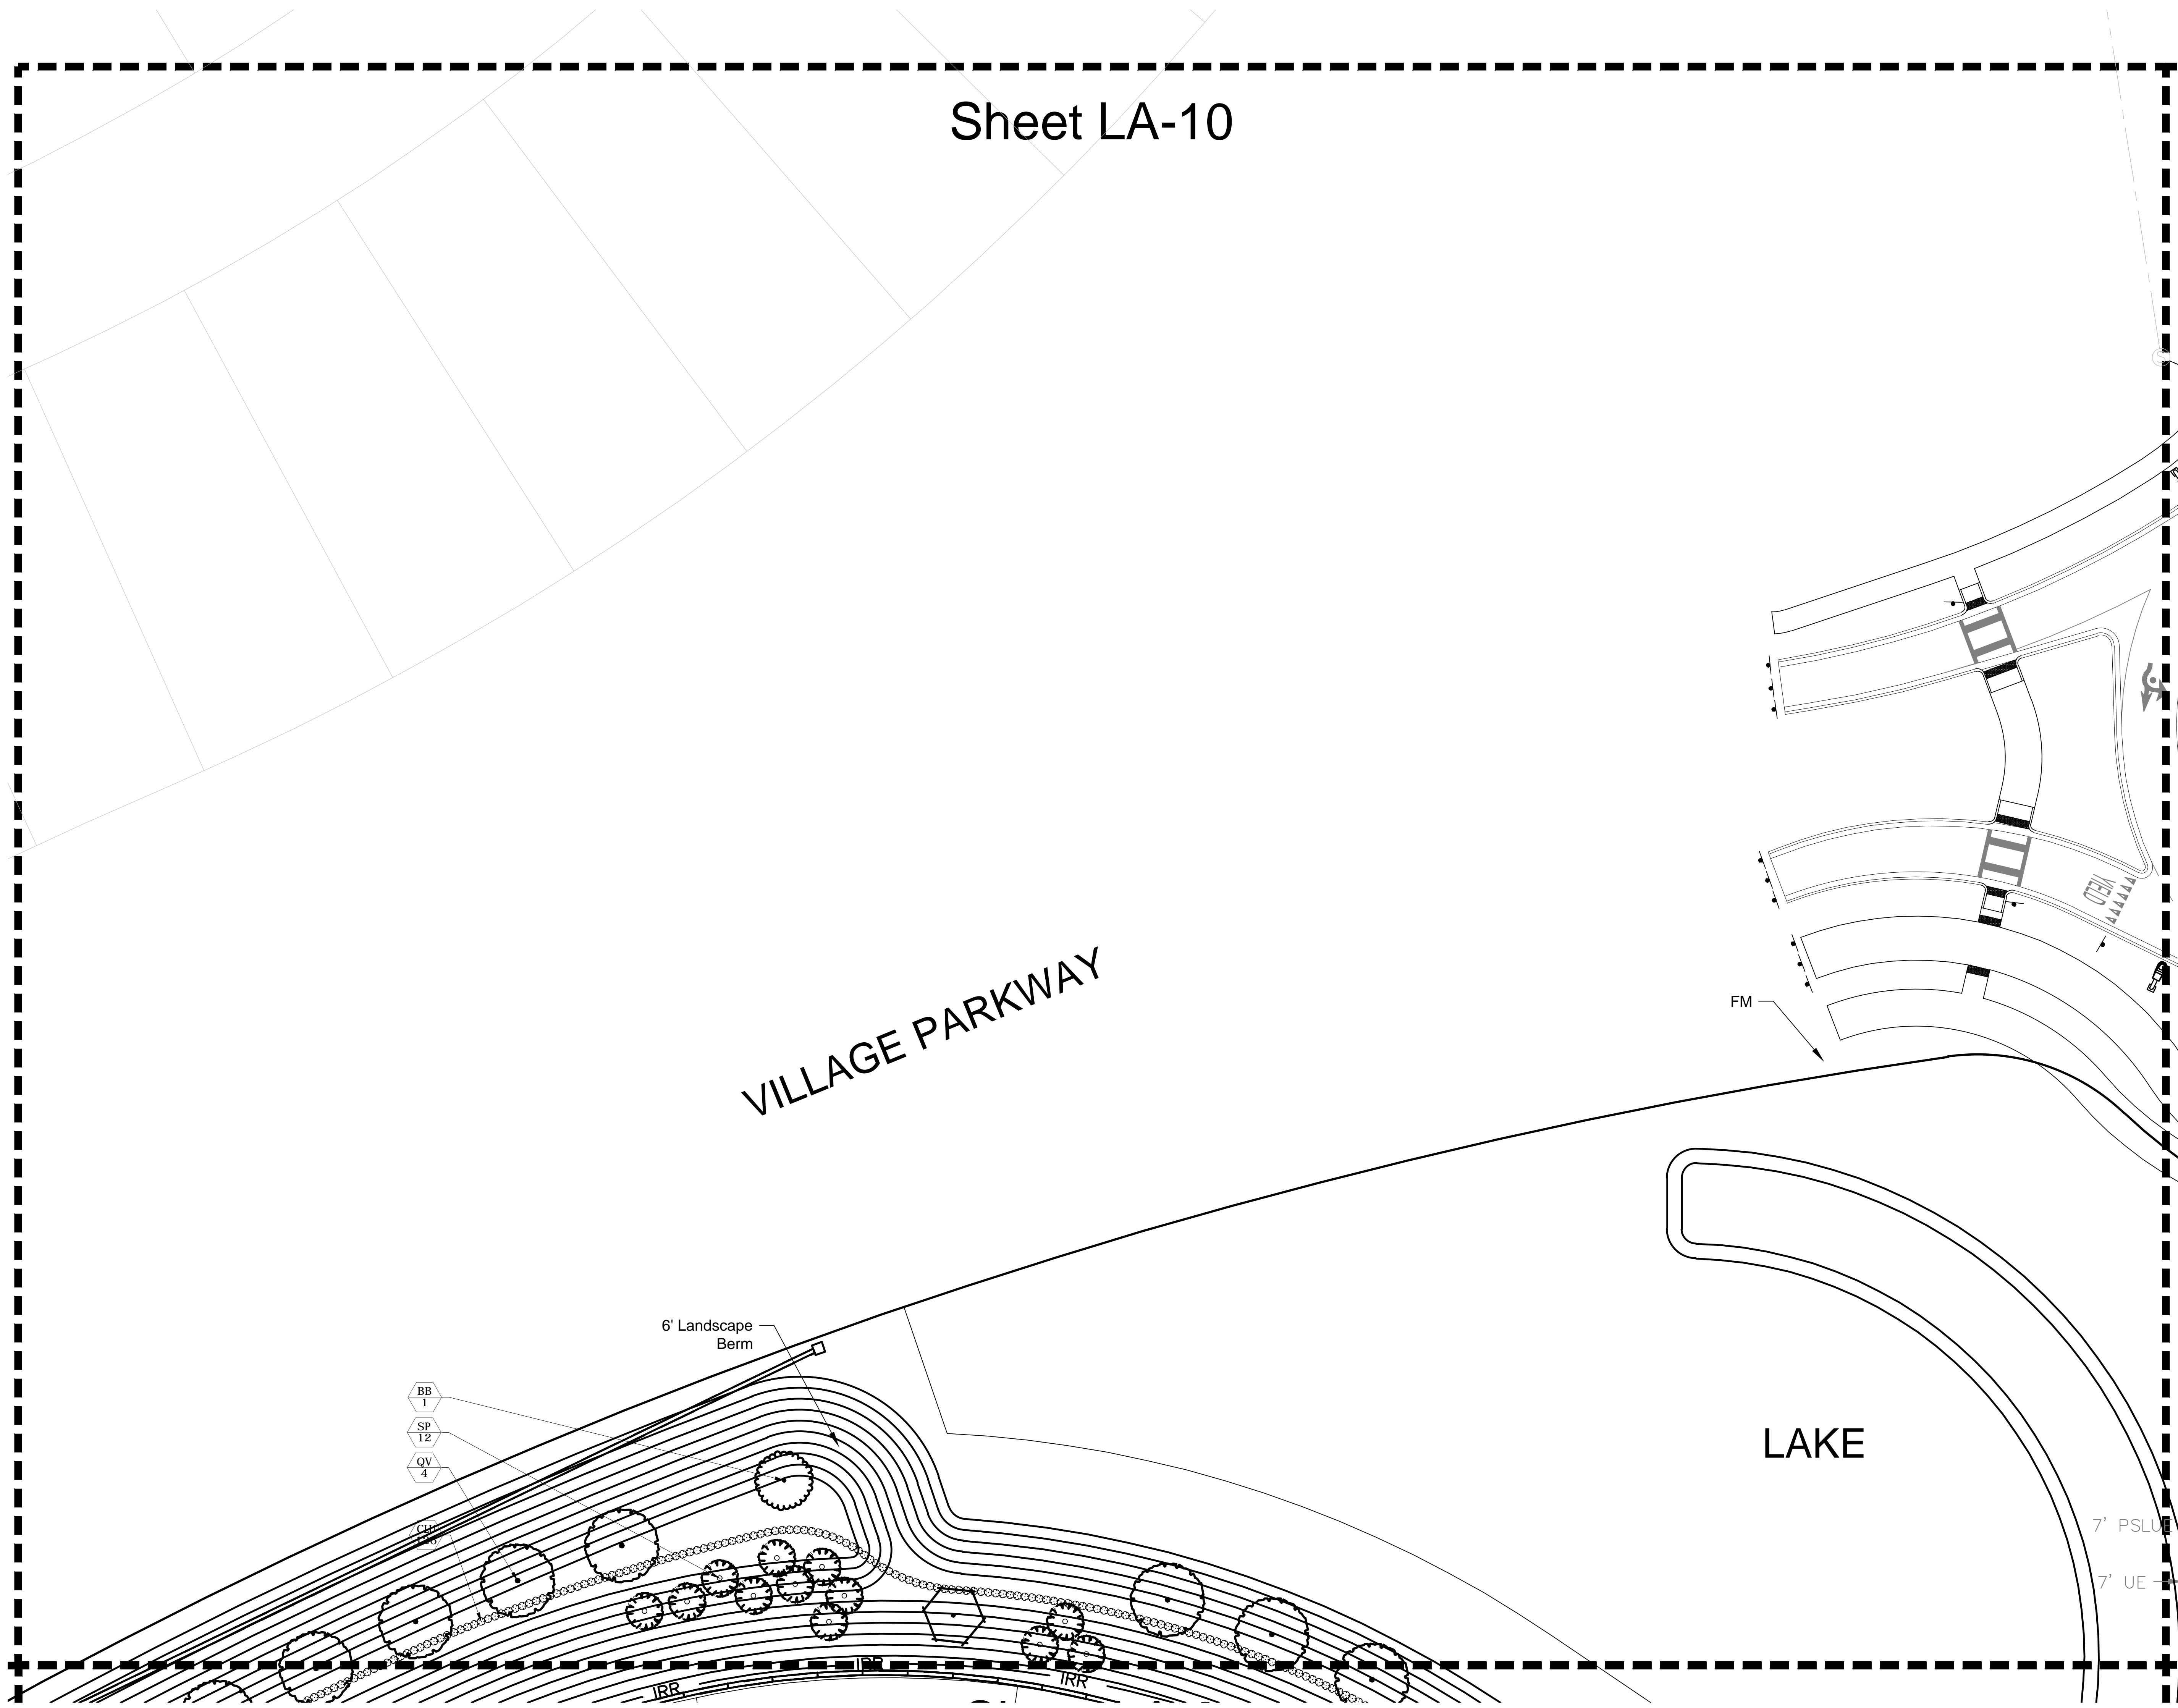 Sheet LA-10
S
YIELD
VILLAGE PARKWAY
FM
6' Landscape
Berm
BB
1
SP
12
QV
4
LAKE
7' PSLUE
7' UE
IRR
IRR
IRR